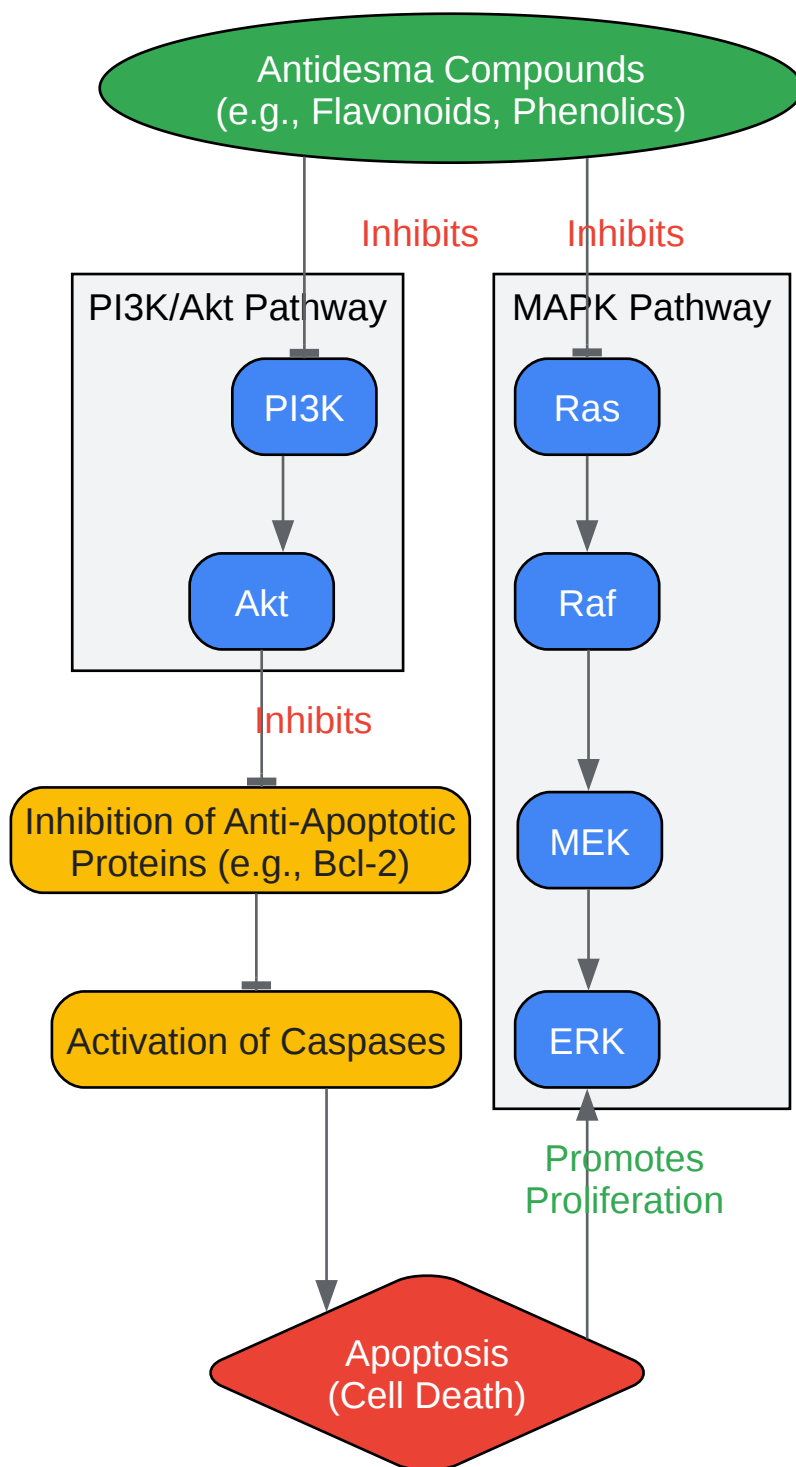 Antidesma Compounds
(e.g., Flavonoids, Phenolics)
Inhibits
Inhibits
PI3K/Akt Pathway
MAPK Pathway
PI3K
Ras
Akt
Raf
Inhibits
Inhibition of Anti-Apoptotic
Proteins (e.g., Bcl-2)
MEK
Activation of Caspases
ERK
Promotes
Proliferation
Apoptosis
(Cell Death)